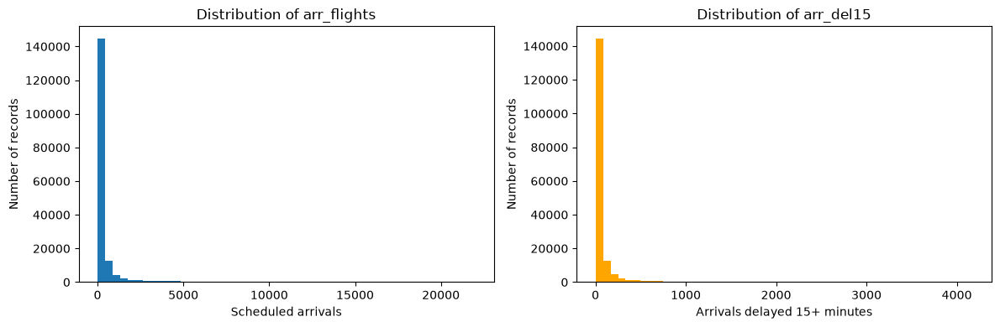 Distribution of arr_flights
Number of records
140000
120000
100000
80000
60000
40000
20000
0
0 5000 10000 15000 20000
Scheduled arrivals
Distribution of arr_del15
Number of records
140000
120000
100000
80000
60000
40000
20000
0
0 1000 2000 3000 4000
Arrivals delayed 15+ minutes